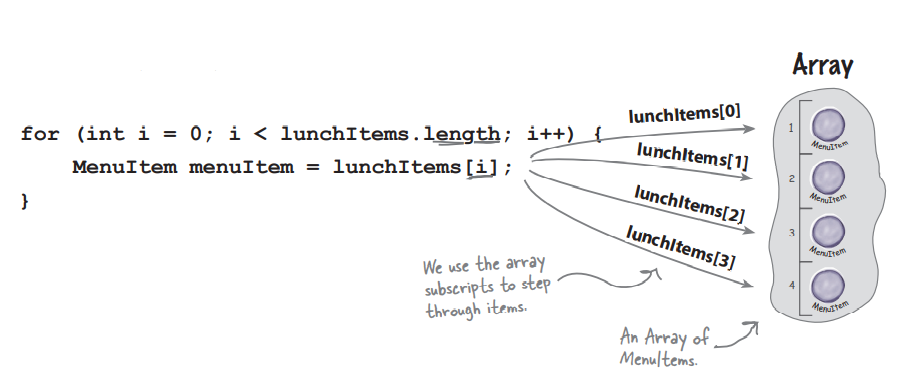 Array
for (int i = 0; i < lunchItems.length; i++) {
MenuItem menuItem = lunchItems[i];
}
lunchItems[0]
lunchItems[1]
lunchItems[2]
lunchItems[3]
1
MenuItem
2
MenuItem
3
MenuItem
4
MenuItem
We use the array
subscripts to step
through items.
An Array of
MenuItems.